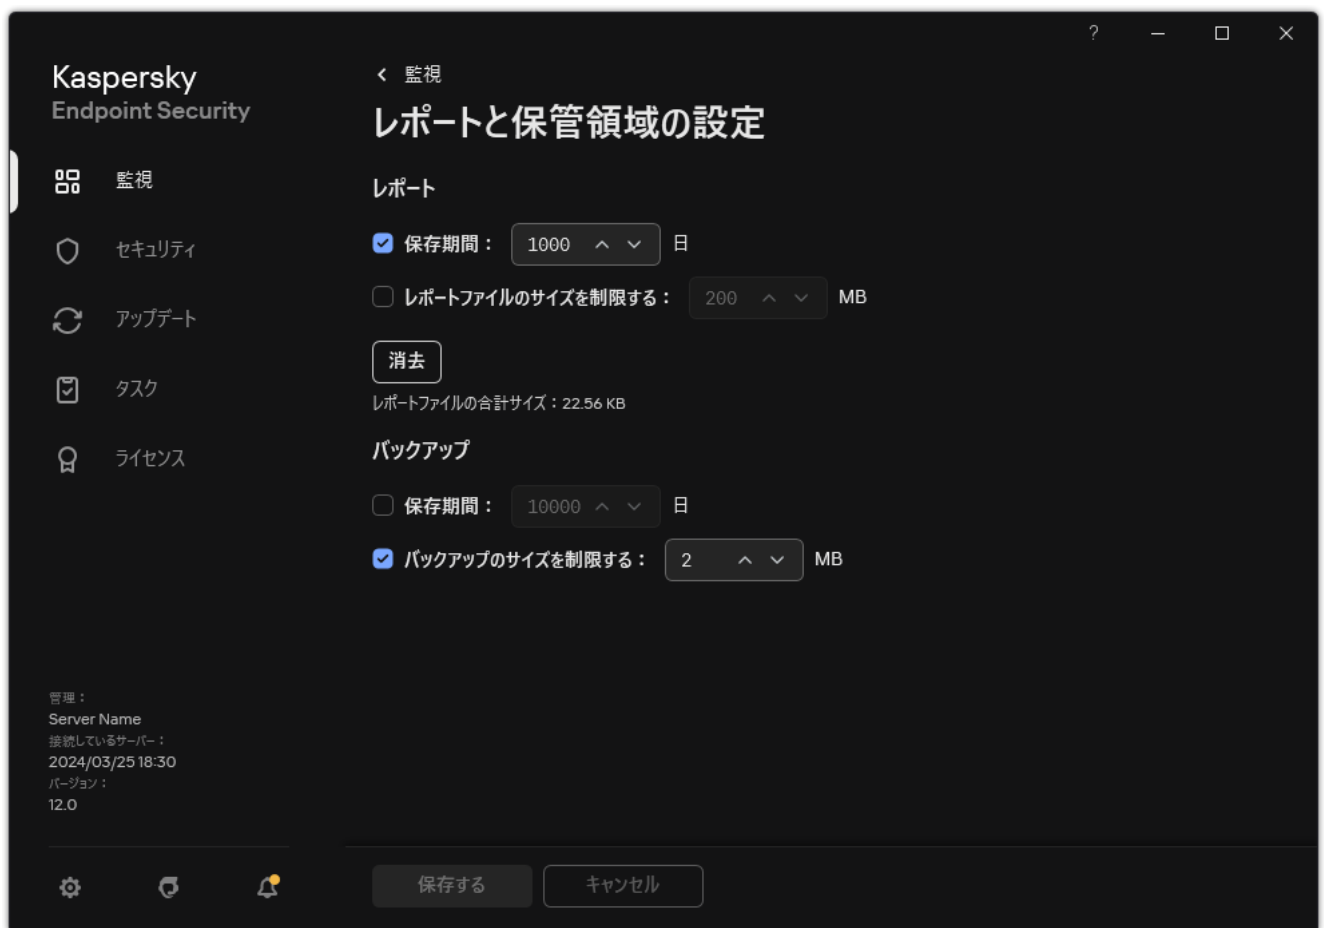 ?
Kaspersky
Endpoint Security
監視
セキュリティ
アップデート
タスク
ライセンス
管理：
Server Name
接続しているサーバー：
2024/03/25 18:30
バージョン：
12.0
監視
レポートと保管領域の設定
レポート
保存期間： 1000 日
レポートファイルのサイズを制限する： 200 MB
消去
レポートファイルの合計サイズ：22.56 KB
バックアップ
保存期間： 10000 日
バックアップのサイズを制限する： 2 MB
保存する キャンセル